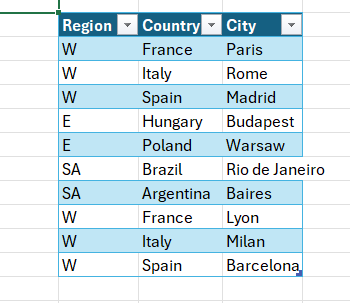 Region Country City
W France Paris
W Italy Rome
W Spain Madrid
E Hungary Budapest
E Poland Warsaw
SA Brazil Rio de Janeiro
SA Argentina Baires
W France Lyon
W Italy Milan
W Spain Barcelona